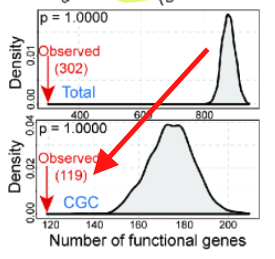 p = 1.0000
Observed
(302)
Total
Density
0.00 0.01
400 600 800
p = 1.0000
Observed
(119)
CGC
Density
0.00 0.02 0.04
120 140 160 180 200
Number of functional genes